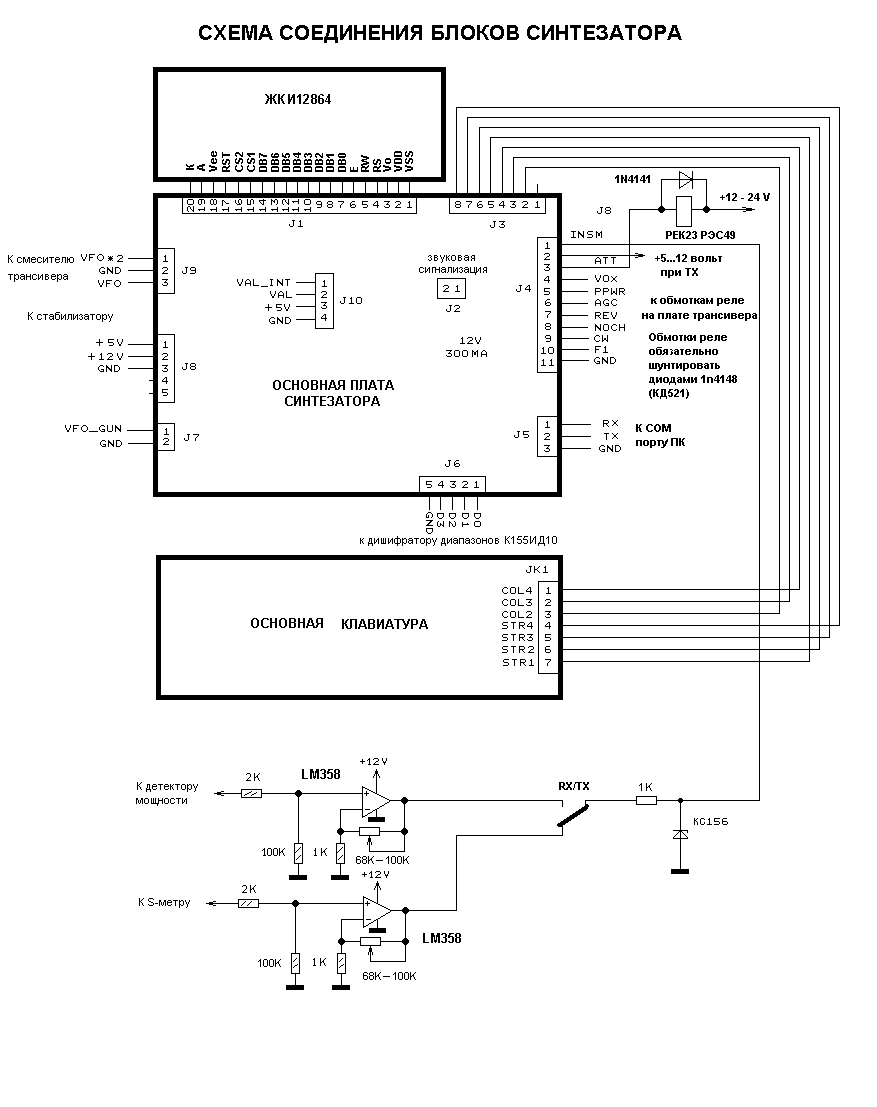 СХЕМА СОЕДИНЕНИЯ БЛОКОВ СИНТЕЗАТОРА
ЖКИ12864
K
A
Vee
RST
CS2
CS1
DB7
DB6
DB5
DB4
DB3
DB2
DB1
DB0
E
RW
RS
Vo
VDD
VSS
20 19 18 17 16 15 14 13 12 11 10 9 8 7 6 5 4 3 2 1
J1
8 7 6 5 4 3 2 1
J3
1N4141
+12 - 24 V
J8
РЕК23 РЭС49
К смесителю
трансивера
VFO*2 1
GND 2
VFO 3
J9
К стабилизатору
+5V 1
+12V 2
GND 3
4
5
J8
VFO_GUN 1
GND 2
J7
VAL_INT 1
VAL 2
+5V 3
GND 4
J10
звуковая
сигнализация
2 1
J2
12V
300MA
ОСНОВНАЯ ПЛАТА
СИНТЕЗАТОРА
J4
1 INSM
2
3 ATT
4 VOX
5 PPWR
6 AGC
7 REV
8 NOCH
9 CW
10 F1
11 GND
+5...12 вольт
при TX
к обмоткам реле
на плате трансивера
Обмотки реле
обязательно
шунтировать
диодами 1n4148
(КД521)
J5
1 RX
2 TX
3 GND
К COM
порту ПК
J6
5 4 3 2 1
GND
D3
D2
D1
D0
к дишифратору диапазонов К155ИД10
ОСНОВНАЯ КЛАВИАТУРА
JK1
COL4 1
COL3 2
COL2 3
STR4 4
STR3 5
STR2 6
STR1 7
К детектору
мощности
2K
LM358
+12V
100K
1K
68K-100K
RX/TX
1K
КС156
К S-метру
2K
+12V
LM358
100K
1K
68K-100K